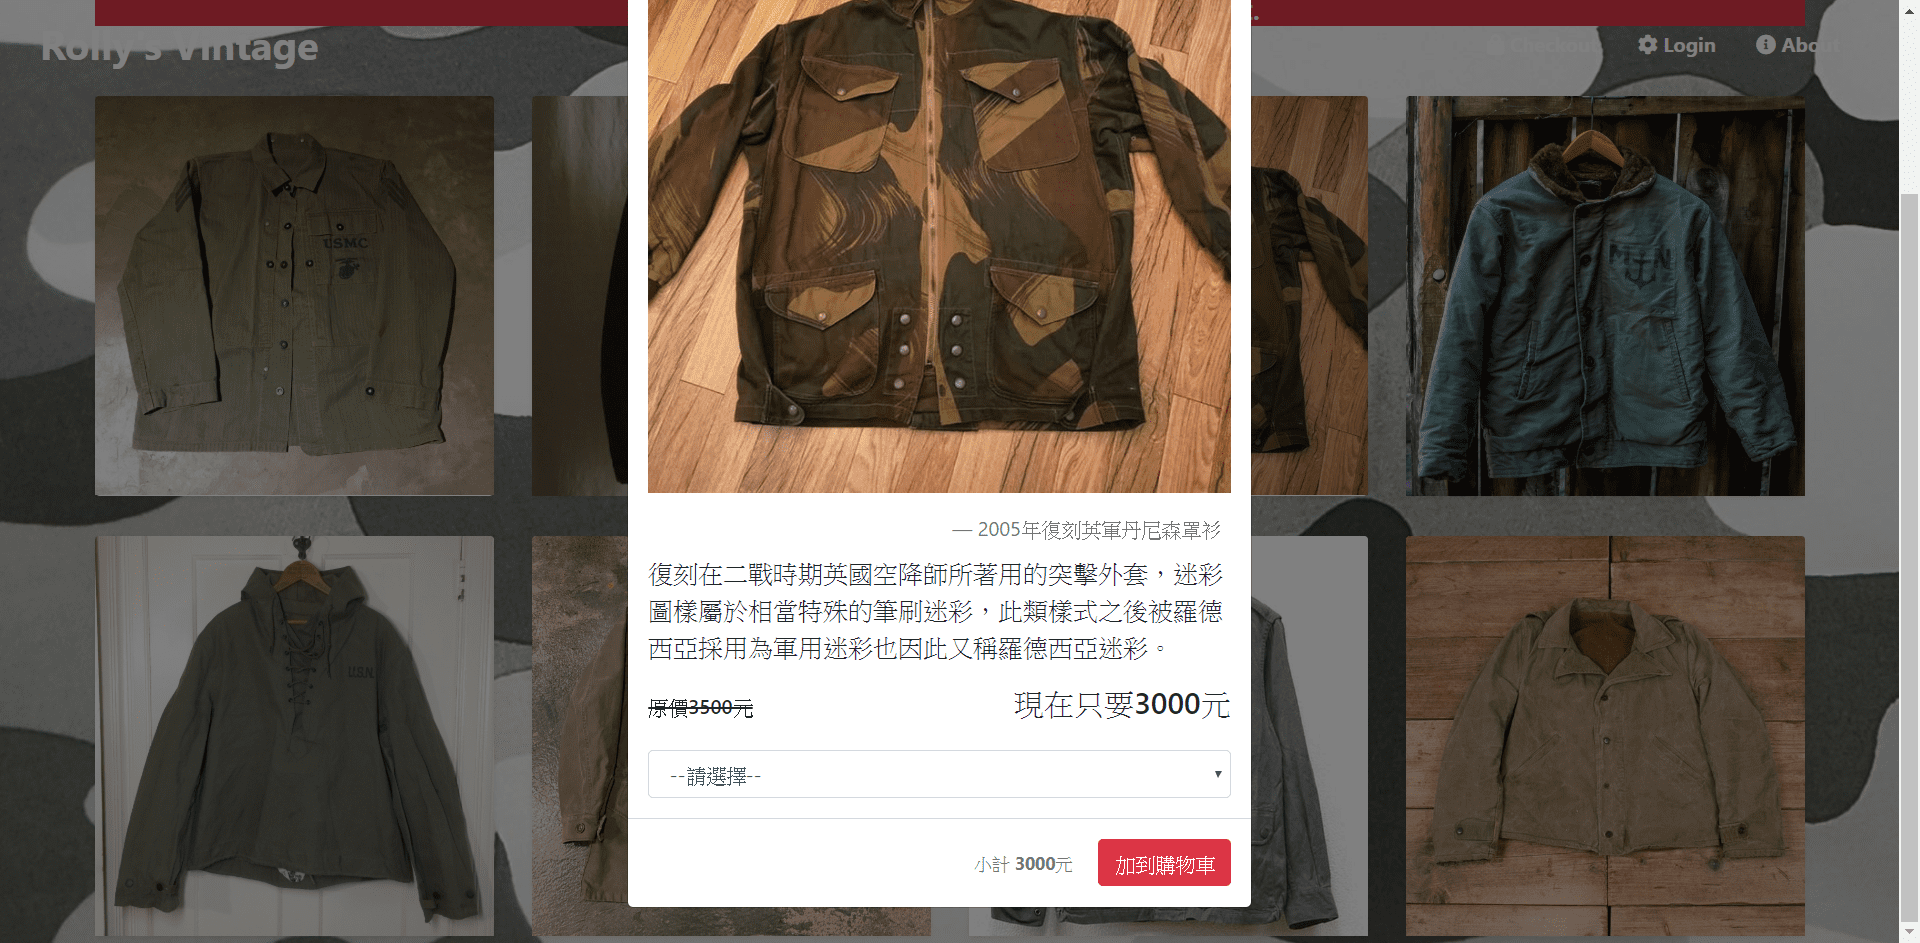 Rolly's Vintage
Checkout
Login
About
USMC
— 2005年復刻英軍丹尼森罩衫
復刻在二戰時期英國空降師所著用的突擊外套，迷彩
圖樣屬於相當特殊的筆刷迷彩，此類樣式之後被羅德
西亞採用為軍用迷彩也因此又稱羅德西亞迷彩。
原價3500元
現在只要3000元
--請選擇--
小計 3000元
加到購物車
U.S.N.